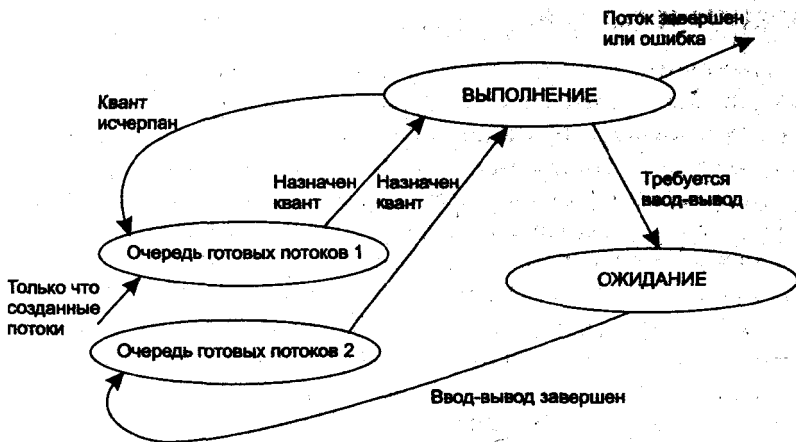 Поток завершен
или ошибка
ВЫПОЛНЕНИЕ
Квант
исчерпан
Назначен
квант
Назначен
квант
Требуется
ввод-вывод
Очередь готовых потоков 1
ОЖИДАНИЕ
Только что
созданные
потоки
Очередь готовых потоков 2
Ввод-вывод завершен